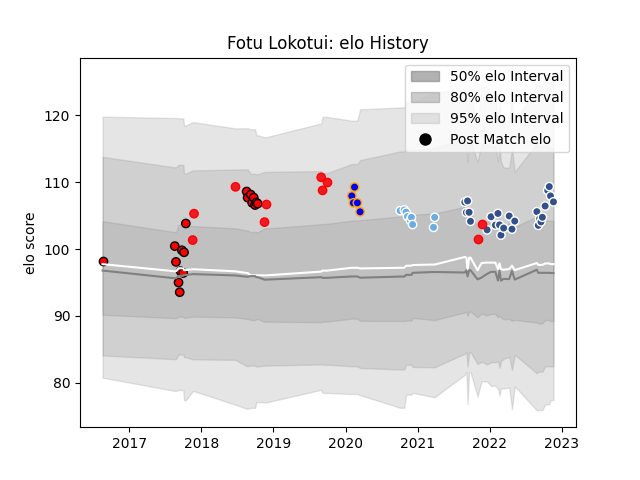 Fotu Lokotui: elo History
50% elo Interval
80% elo Interval
95% elo Interval
Post Match elo
elo score
120
110
100
90
80
2017 2018 2019 2020 2021 2022 2023